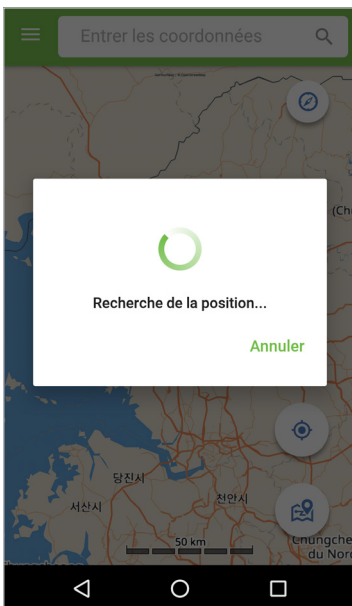 Entrer les coordonnées
(Ch
Recherche de la position...
Annuler
당진시
서산시
천안시
50 km
Chungche
du Nord